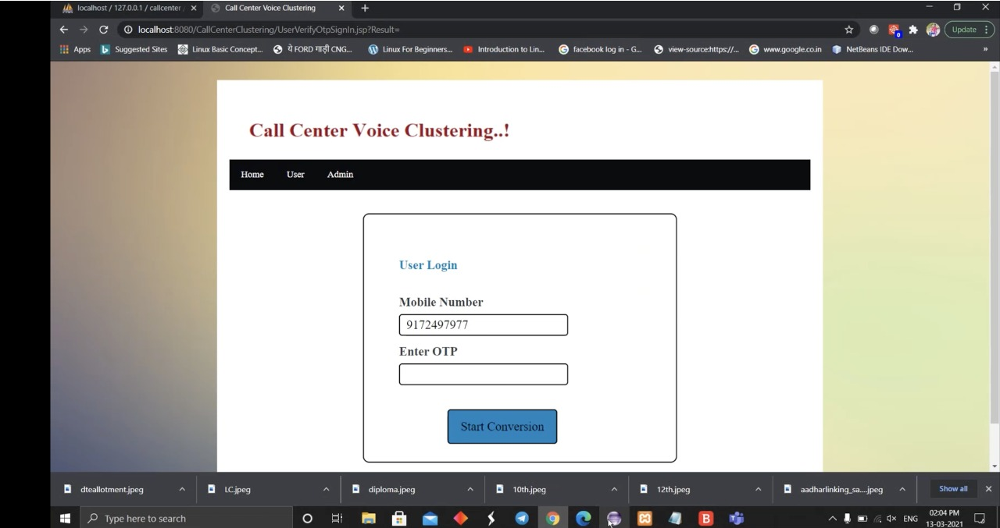 localhost / 127.0.0.1 / callcenter
Call Center Voice Clustering
localhost:8080/CallCenterClustering/UserVerifyOtpSignIn.jsp?Result=
0
Update
Apps
Suggested Sites
Linux Basic Concept...
ये FORD गाड़ी CNG...
Linux For Beginners...
Introduction to Lin...
facebook log in - G...
view-source:https://...
www.google.co.in
NetBeans IDE Dow...
»
Call Center Voice Clustering..!
Home
User
Admin
User Login
Mobile Number
9172497977
Enter OTP
Start Conversion
dteallotment.jpeg
LC.jpeg
diploma.jpeg
10th.jpeg
12th.jpeg
aadharlinking_sa....jpeg
Show all
Type here to search
B
ENG
02:04 PM
13-03-2021